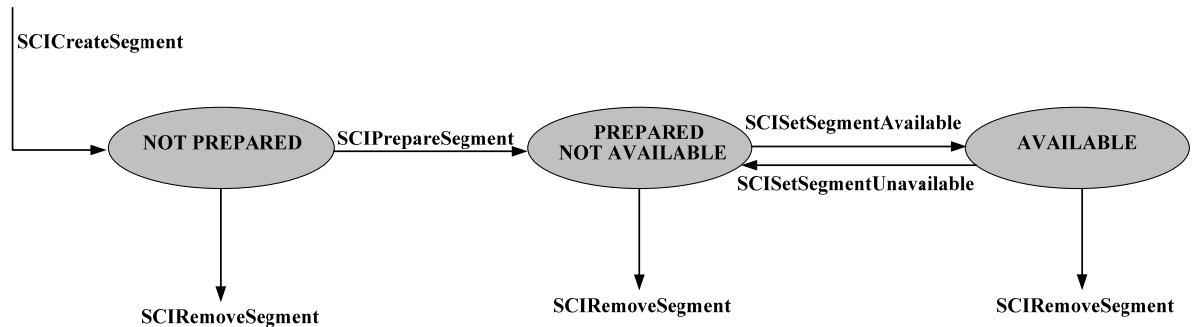 SCICreateSegment
NOT PREPARED
SCIPrepareSegment
PREPARED
NOT AVAILABLE
SCISetSegmentAvailable
SCISetSegmentUnavailable
AVAILABLE
SCIRemoveSegment
SCIRemoveSegment
SCIRemoveSegment